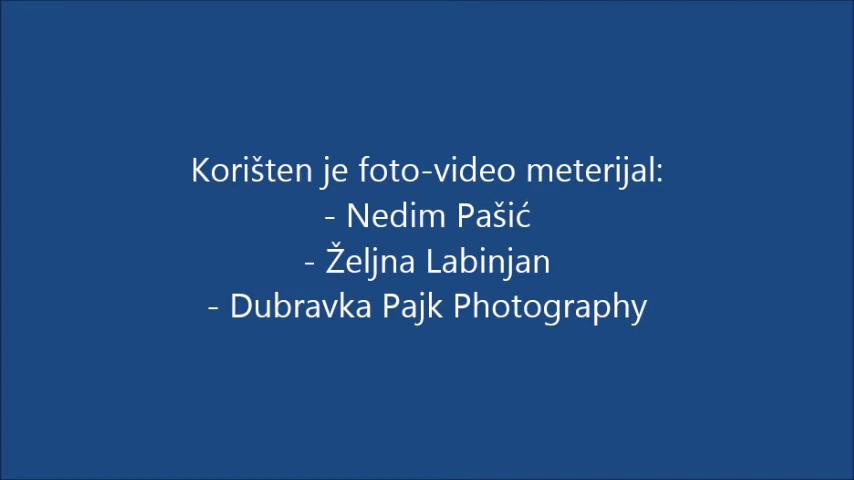 Korišten je foto-video meterijal:
- Nedim Pašić
- Željna Labinjan
- Dubravka Pajk Photography